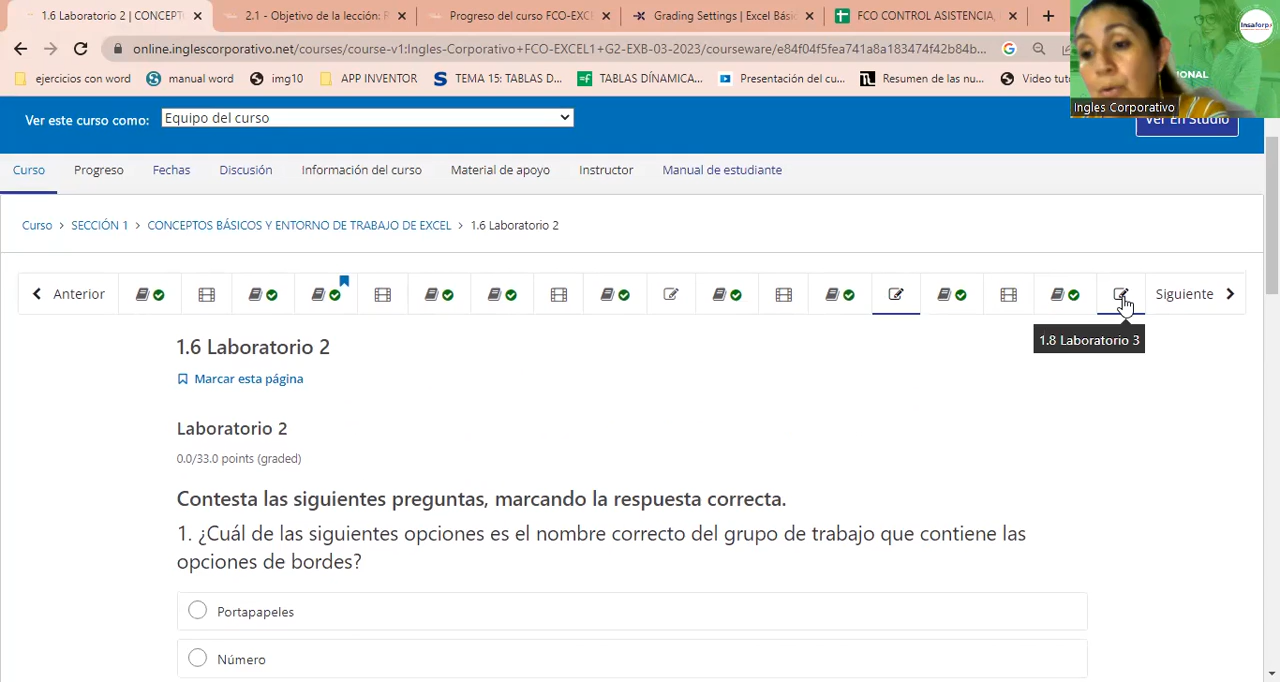 1.6 Laboratorio 2 | CONCEPT
2.1 - Objetivo de la lección: R
Progreso del curso FCO-EXCE
Grading Settings | Excel Bási
FCO CONTROL ASISTENCIA,
online.inglescorporativo.net/courses/course-v1:Ingles-Corporativo+FCO-EXCEL1+G2-EXB-03-2023/courseware/e84f04f5fea741a8a183474f42b84b...
ejercicios con word
manual word
img10
APP INVENTOR
TEMA 15: TABLAS D...
TABLAS DÍNAMICA...
Presentación del cu...
Resumen de las nu...
Video tuto
Insaforp
IONAL
Ingles Corporativo
Ver este curso como:
Equipo del curso
Ver En Studio
Curso
Progreso
Fechas
Discusión
Información del curso
Material de apoyo
Instructor
Manual de estudiante
Curso > SECCIÓN 1 > CONCEPTOS BÁSICOS Y ENTORNO DE TRABAJO DE EXCEL > 1.6 Laboratorio 2
Anterior
Siguiente
1.8 Laboratorio 3
1.6 Laboratorio 2
Marcar esta página
Laboratorio 2
0.0/33.0 points (graded)
Contesta las siguientes preguntas, marcando la respuesta correcta.
1. ¿Cuál de las siguientes opciones es el nombre correcto del grupo de trabajo que contiene las
opciones de bordes?
Portapapeles
Número